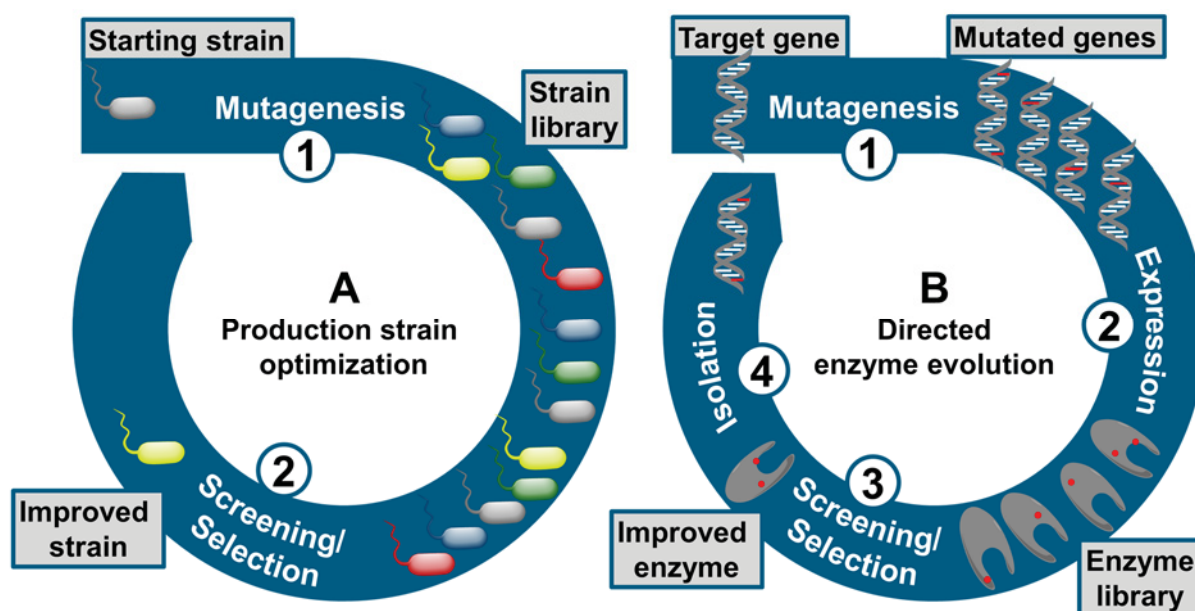 Starting strain
Mutagenesis
1
Strain
library
A
Production strain
optimization
2
Screening/
Selection
Improved
strain
Target gene
Mutated genes
Mutagenesis
1
Expression
2
B
Directed
enzyme evolution
Isolation
4
3
Screening/
Selection
Improved
enzyme
Enzyme
library